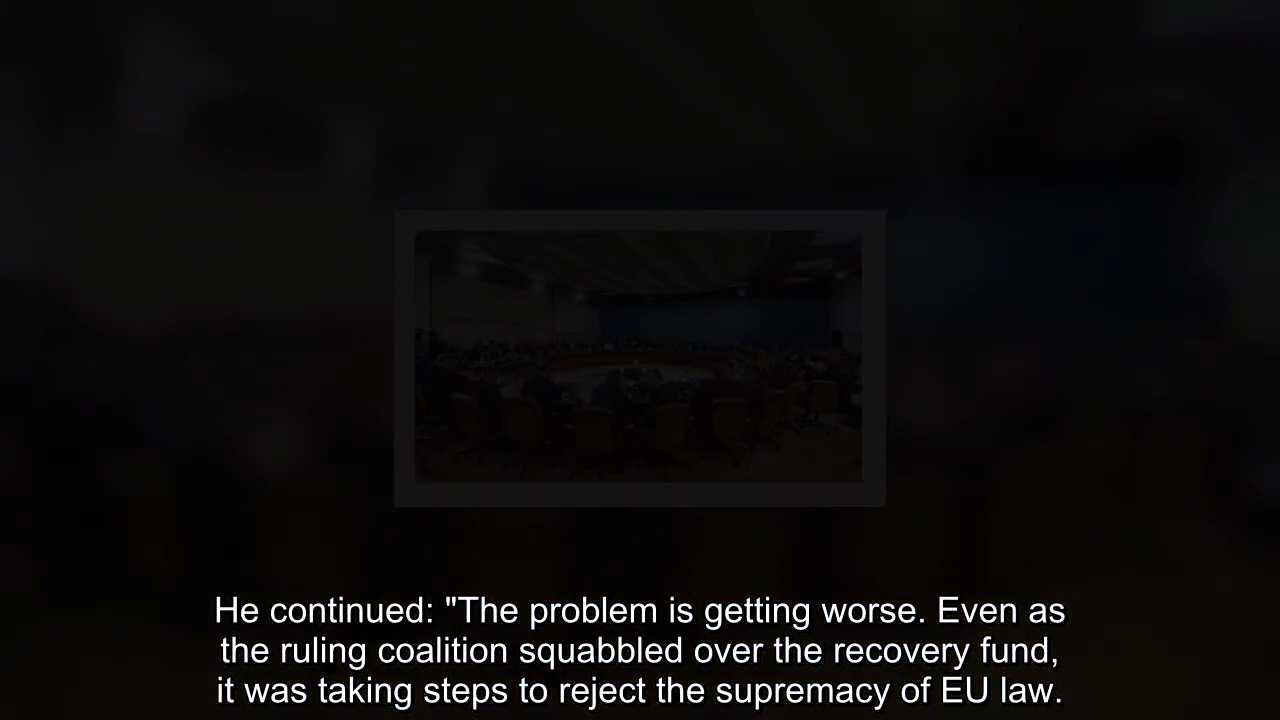 He continued: "The problem is getting worse. Even as
the ruling coalition squabbled over the recovery fund,
it was taking steps to reject the supremacy of EU law.